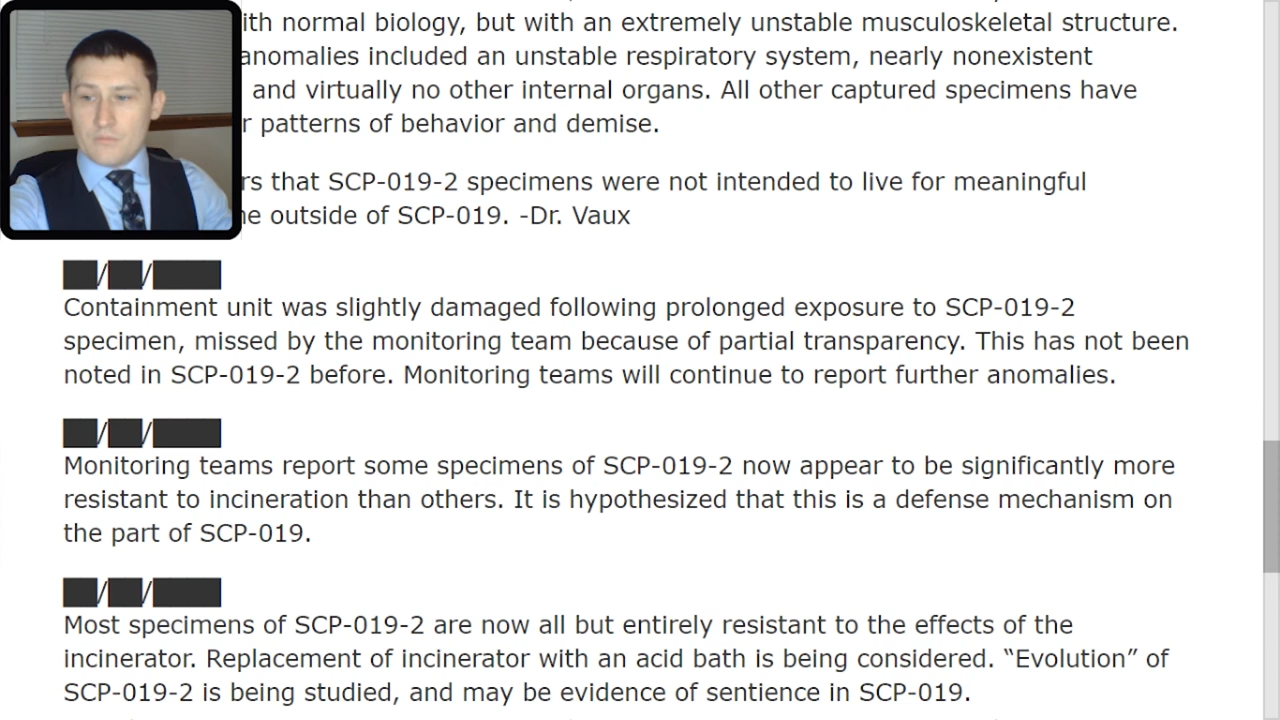 ith normal biology, but with an extremely unstable musculoskeletal structure.
anomalies included an unstable respiratory system, nearly nonexistent
and virtually no other internal organs. All other captured specimens have
r patterns of behavior and demise.
rs that SCP-019-2 specimens were not intended to live for meaningful
e outside of SCP-019. -Dr. Vaux
██/██/████
Containment unit was slightly damaged following prolonged exposure to SCP-019-2
specimen, missed by the monitoring team because of partial transparency. This has not been
noted in SCP-019-2 before. Monitoring teams will continue to report further anomalies.
██/██/████
Monitoring teams report some specimens of SCP-019-2 now appear to be significantly more
resistant to incineration than others. It is hypothesized that this is a defense mechanism on
the part of SCP-019.
██/██/████
Most specimens of SCP-019-2 are now all but entirely resistant to the effects of the
incinerator. Replacement of incinerator with an acid bath is being considered. “Evolution” of
SCP-019-2 is being studied, and may be evidence of sentience in SCP-019.